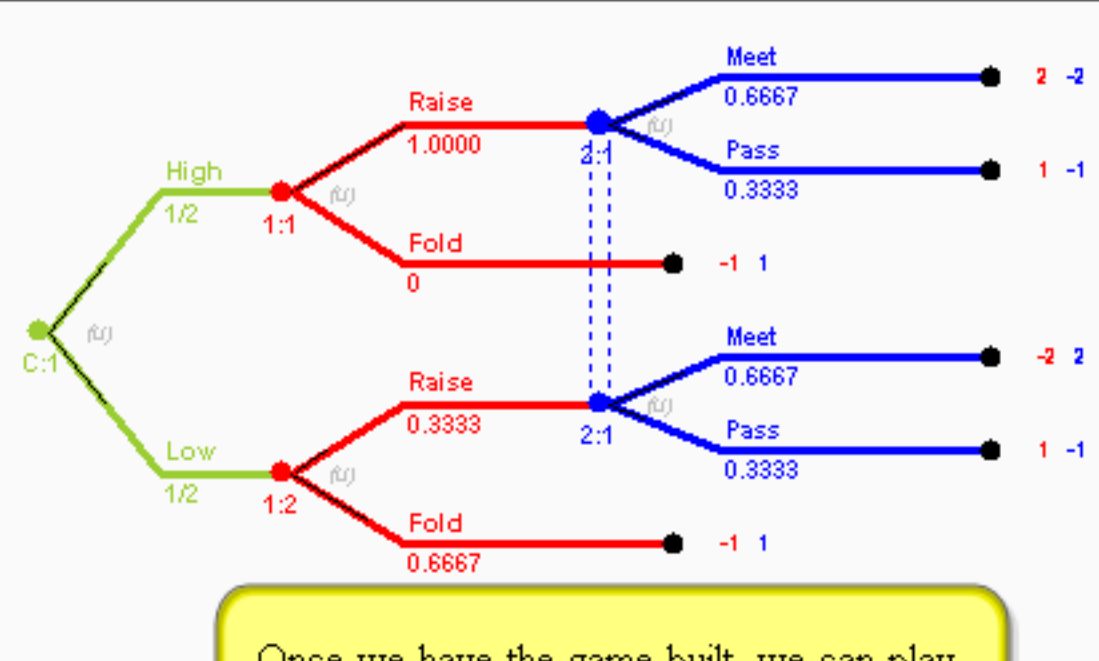 Meet
0.6667
2 -2
Raise
1.0000
f(J)
2:1
Pass
0.3333
1 -1
High
1/2
1:1
f(J)
Fold
0
-1 1
C:1
f(J)
Meet
0.6667
-2 2
Raise
0.3333
f(J)
2:1
Pass
0.3333
1 -1
Low
1/2
1:2
f(J)
Fold
0.6667
-1 1
Once we have the game built, we can play